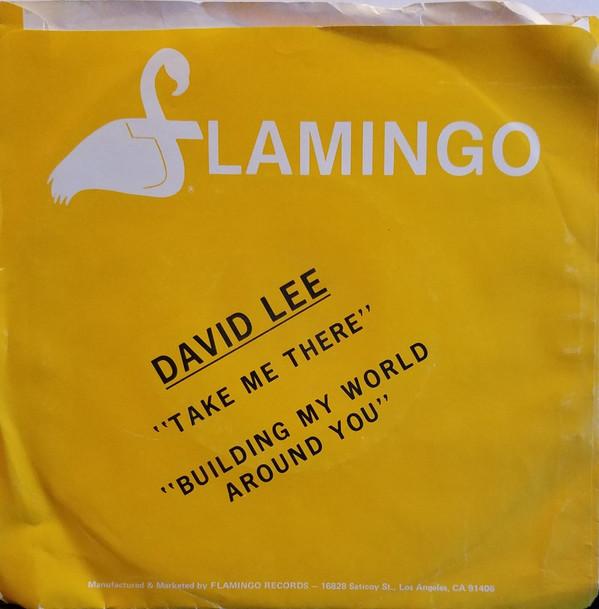 FLAMINGO
DAVID LEE
"TAKE ME THERE"
"BUILDING MY WORLD
AROUND YOU"
Manufactured & Marketed by FLAMINGO RECORDS — 16828 Saticoy St., Los Angeles, CA 91406